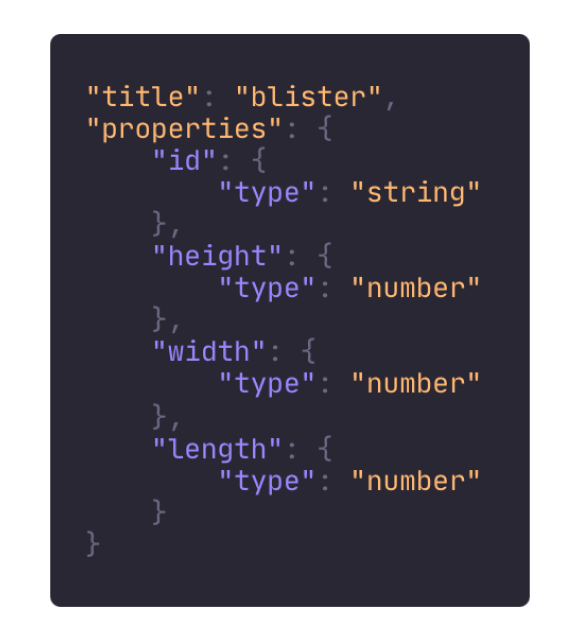 "title": "blister",
"properties": {
    "id": {
        "type": "string"
    },
    "height": {
        "type": "number"
    },
    "width": {
        "type": "number"
    },
    "length": {
        "type": "number"
    }
}